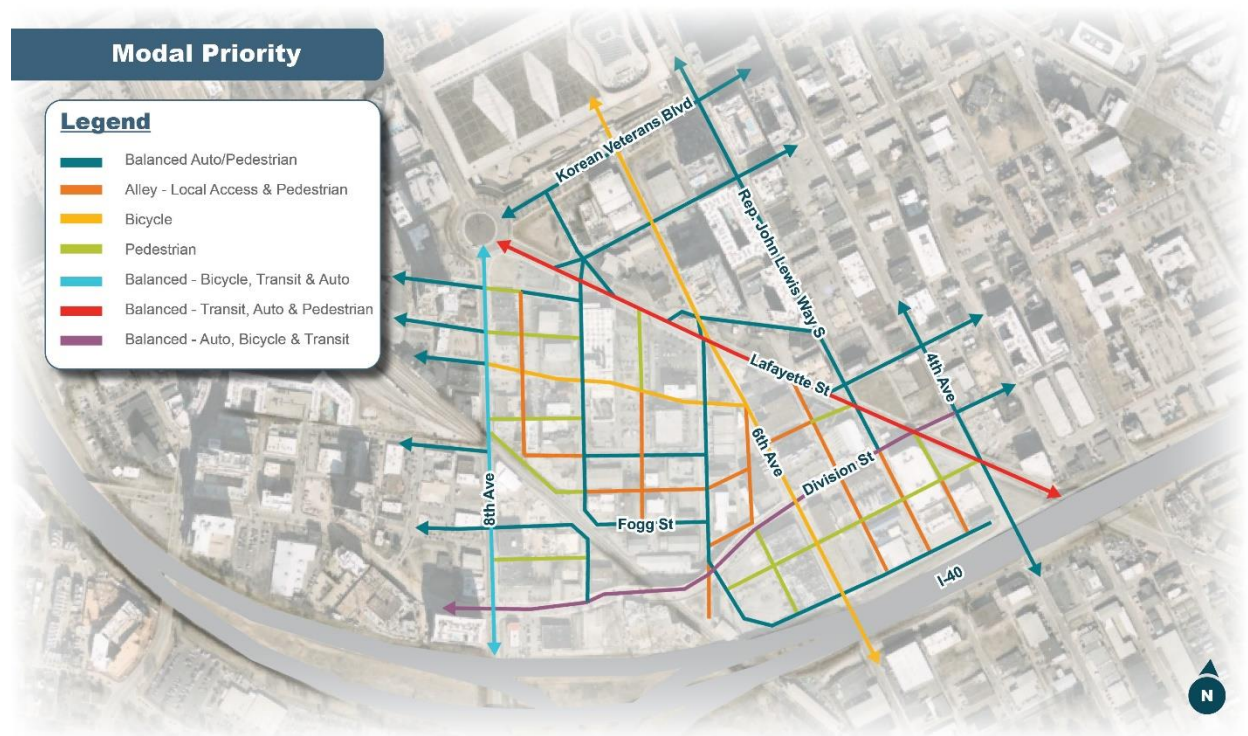 Modal Priority
Legend
Balanced Auto/Pedestrian
Alley - Local Access & Pedestrian
Bicycle
Pedestrian
Balanced - Bicycle, Transit & Auto
Balanced - Transit, Auto & Pedestrian
Balanced - Auto, Bicycle & Transit
Korean Veterans Blvd
Rep. John Lewis Way S
Lafayette St
4th Ave
6th Ave
Division St
8th Ave
Fogg St
I-40
N